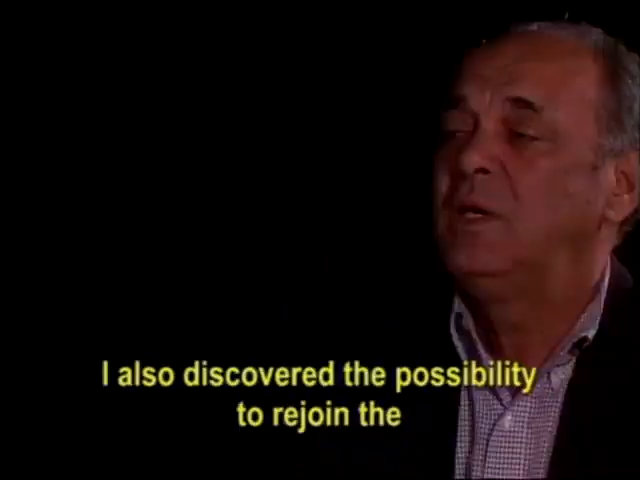 I also discovered the possibility
to rejoin the